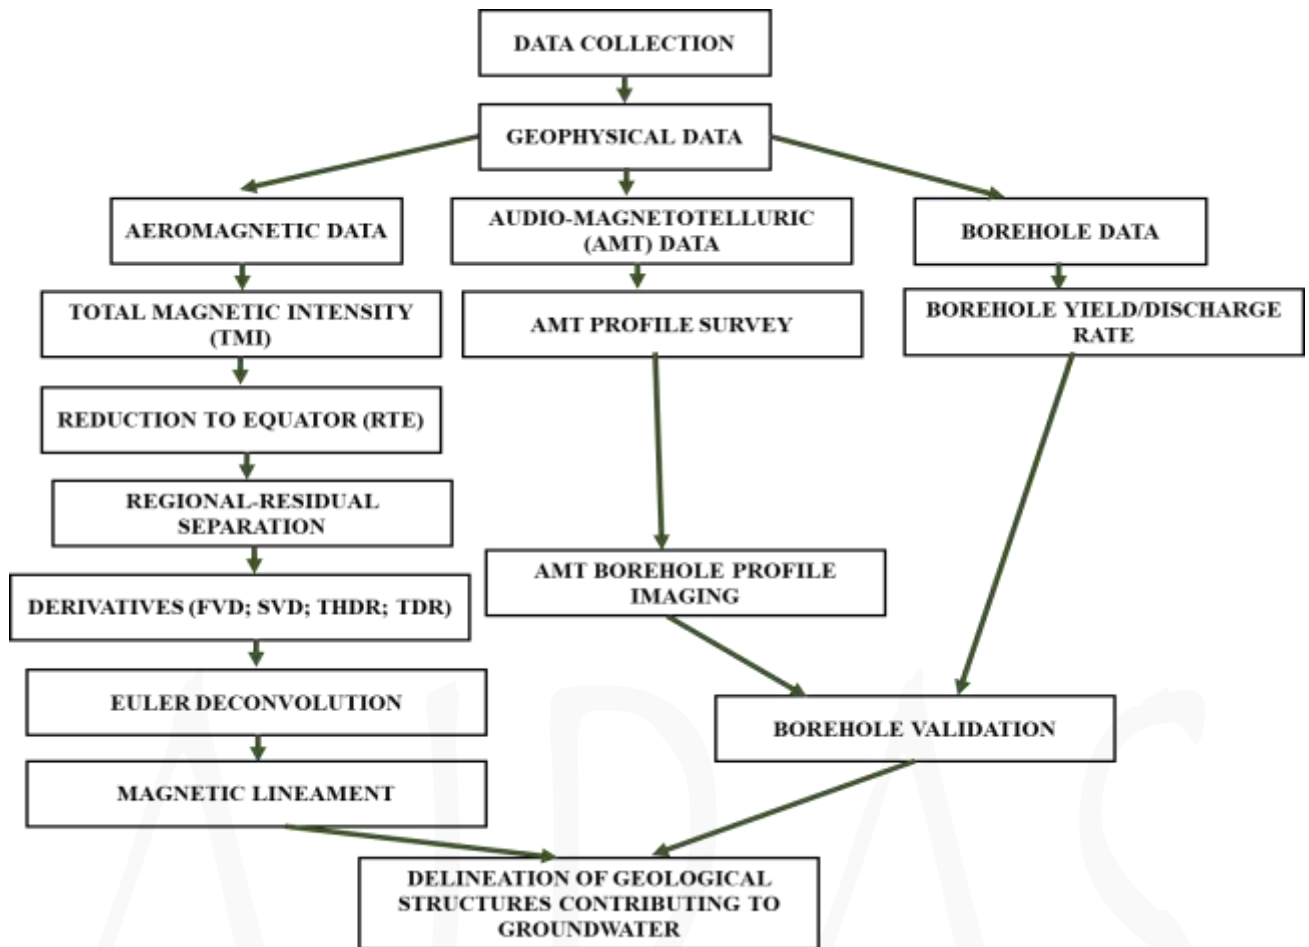 DATA COLLECTION
GEOPHYSICAL DATA
AEROMAGNETIC DATA
AUDIO-MAGNETOTELLURIC
(AMT) DATA
BOREHOLE DATA
TOTAL MAGNETIC INTENSITY
(TMI)
AMT PROFILE SURVEY
BOREHOLE YIELD/DISCHARGE
RATE
REDUCTION TO EQUATOR (RTE)
REGIONAL-RESIDUAL
SEPARATION
AMT BOREHOLE PROFILE
IMAGING
DERIVATIVES (FVD; SVD; THDR; TDR)
EULER DECONVOLUTION
BOREHOLE VALIDATION
MAGNETIC LINEAMENT
DELINEATION OF GEOLOGICAL
STRUCTURES CONTRIBUTING TO
GROUNDWATER